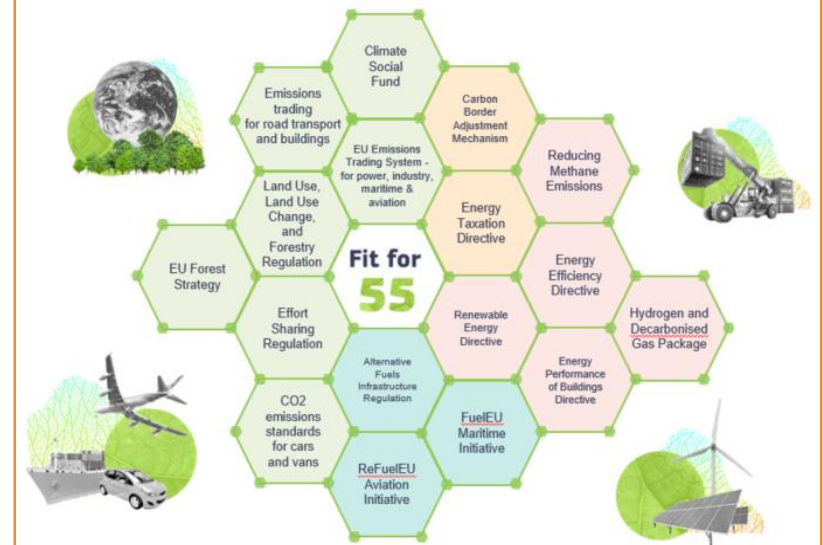 Climate
Social
Fund
Emissions
trading
for road transport
and buildings
Carbon
Border
Adjustment
Mechanism
EU Emissions
Trading System -
for power, industry,
maritime &
aviation
Reducing
Methane
Emissions
Land Use,
Land Use
Change,
and
Forestry
Regulation
Energy
Taxation
Directive
EU Forest
Strategy
Fit for
55
Energy
Efficiency
Directive
Effort
Sharing
Regulation
Renewable
Energy
Directive
Hydrogen and
Decarbonised
Gas Package
Alternative
Fuels
Infrastructure
Regulation
Energy
Performance
of Buildings
Directive
CO2
emissions
standards
for cars
and vans
FuelEU
Maritime
Initiative
ReFuelEU
Aviation
Initiative